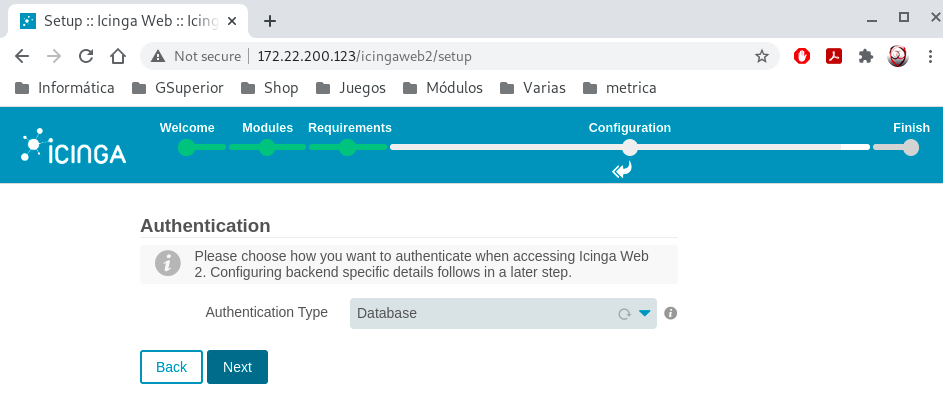 Setup :: Icinga Web :: Icing
Not secure 172.22.200.123/icingaweb2/setup
Informática GSuperior Shop Juegos Módulos Varias metrica
Welcome Modules Requirements Configuration Finish
ICINGA
Authentication
Please choose how you want to authenticate when accessing Icinga Web
2. Configuring backend specific details follows in a later step.
Authentication Type Database
Back Next